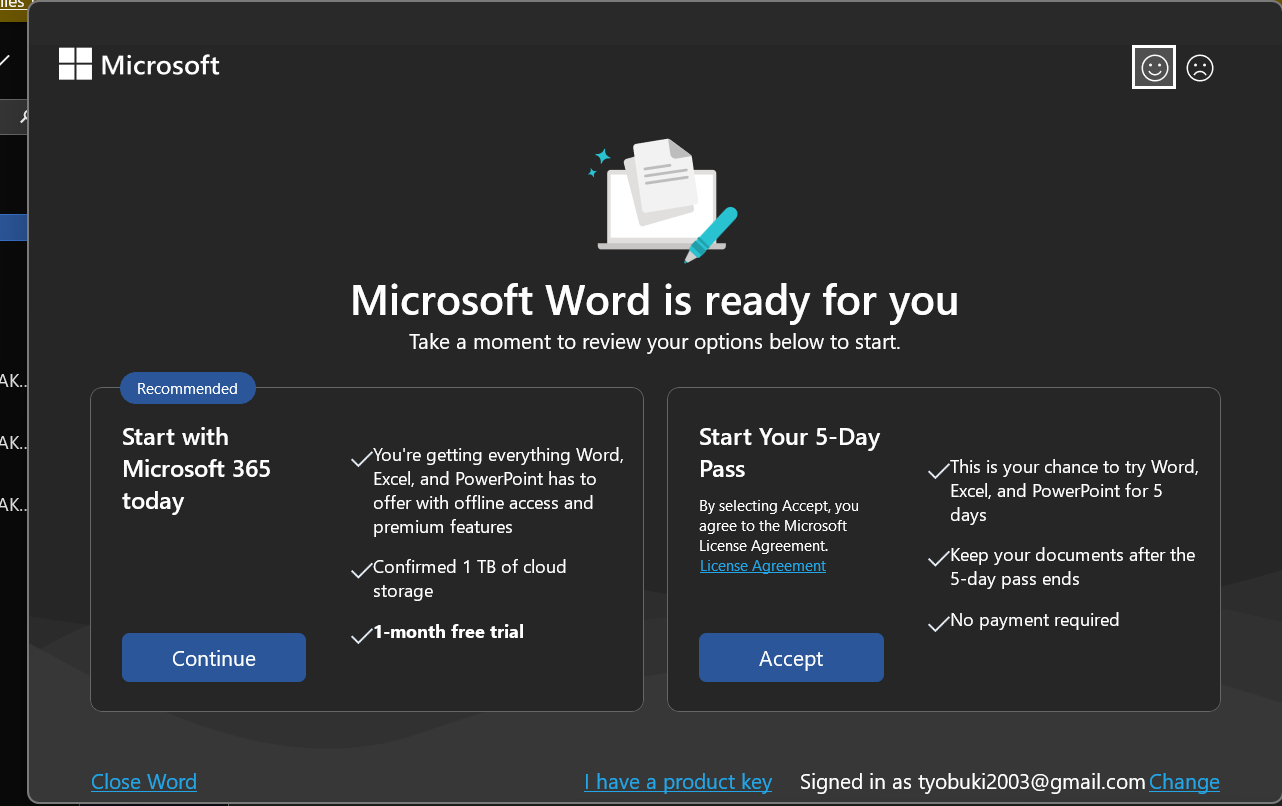 Microsoft
Microsoft Word is ready for you
Take a moment to review your options below to start.
Recommended
Start with
Microsoft 365
today
You're getting everything Word,
Excel, and PowerPoint has to
offer with offline access and
premium features
Confirmed 1 TB of cloud
storage
1-month free trial
Continue
Start Your 5-Day
Pass
By selecting Accept, you
agree to the Microsoft
License Agreement.
License Agreement
This is your chance to try Word,
Excel, and PowerPoint for 5
days
Keep your documents after the
5-day pass ends
No payment required
Accept
AK...
AK...
AK...
Close Word
I have a product key
Signed in as tyobuki2003@gmail.com Change